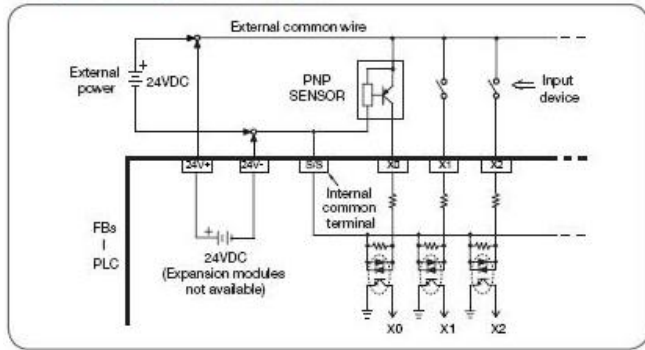 External common wire
External
power
+
24VDC
PNP
SENSOR
Input
device
24V+
24V-
S/S
X0
X1
X2
Internal
common
terminal
FBs
PLC
+
24VDC
(Expansion modules
not available)
X0
X1
X2